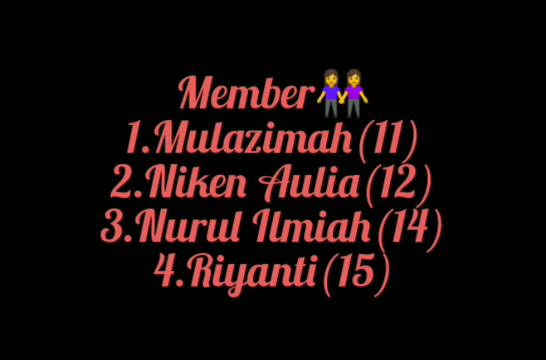 Member👭
1.Mulazimah(11)
2.Niken Aulia(12)
3.Nurul Ilmiah(14)
4.Riyanti(15)